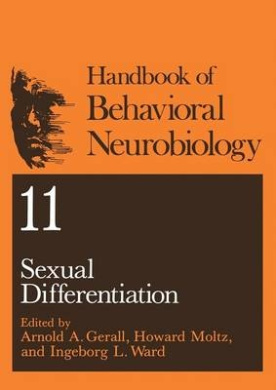 Handbook of
Behavioral
Neurobiology
11
Sexual
Differentiation
Edited by
Arnold A. Gerall, Howard Moltz,
and Ingeborg L. Ward